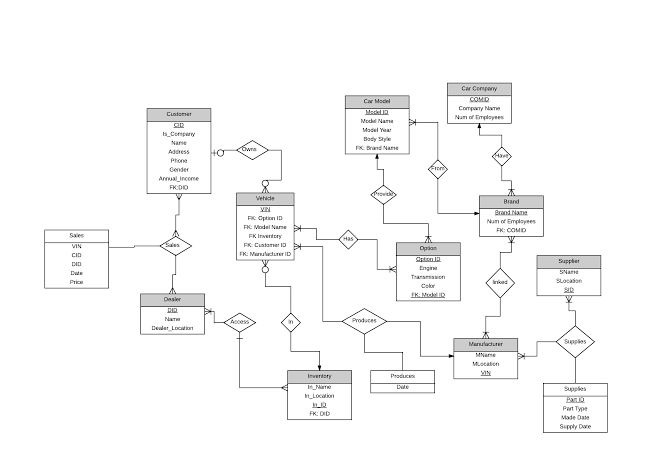 Car Company
COMID
Company Name
Num of Employees
Car Model
Model ID
Model Name
Model Year
Body Style
FK: Brand Name
Customer
CID
Is_Company
Name
Address
Phone
Gender
Annual_Income
FK:DID
Owns
Have
From
Provide
Vehicle
VIN
FK: Option ID
FK: Model Name
FK Inventory
FK: Customer ID
FK: Manufacturer ID
Brand
Brand Name
Num of Employees
FK: COMID
Sales
VIN
CID
DID
Date
Price
Sales
Has
Option
Option ID
Engine
Transmission
Color
FK: Model ID
Supplier
SName
SLocation
SID
linked
Dealer
DID
Name
Dealer_Location
Access
In
Produces
Manufacturer
MName
MLocation
VIN
Supplies
Inventory
In_Name
In_Location
In_ID
FK: DID
Produces
Date
Supplies
Part ID
Part Type
Made Date
Supply Date